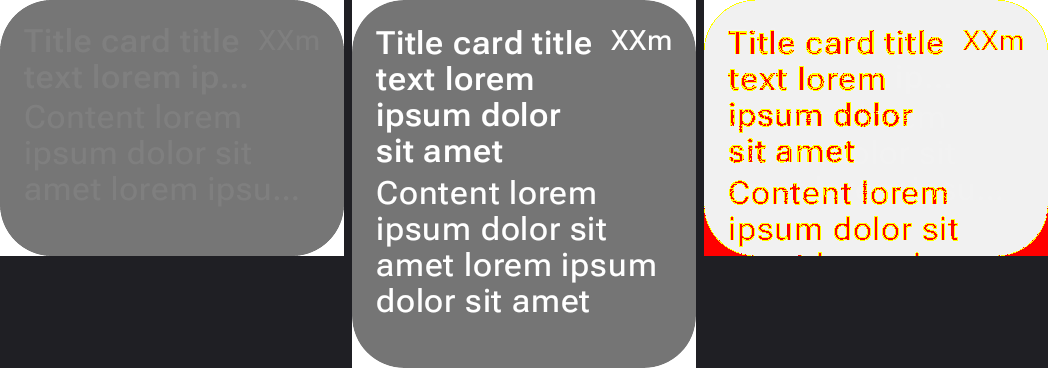 Title card title XXm
text lorem ip...
Content lorem
ipsum dolor sit
amet lorem ipsu...
Title card title XXm
text lorem
ipsum dolor
sit amet
Content lorem
ipsum dolor sit
amet lorem ipsum
dolor sit amet
Title card title XXm
text lorem
ipsum dolor
sit amet
Content lorem
ipsum dolor sit